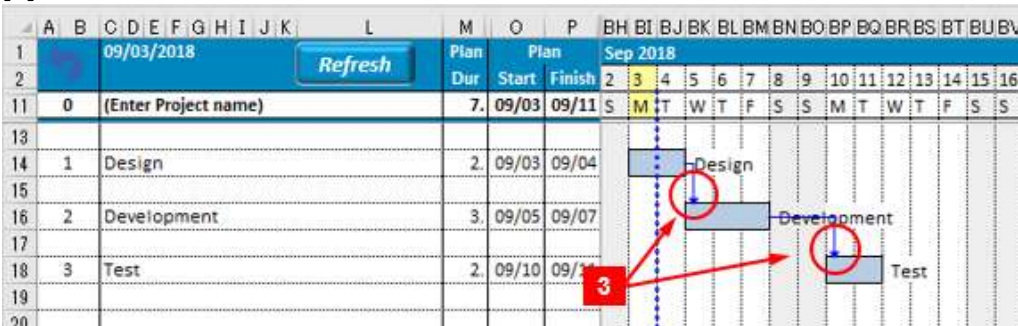 A B C D E F G H I J K L M O P BH BI BJ BK BL BM BN BO BP BQ BR BS BT BU BV
1 09/03/2018 Refresh Plan Plan Sep 2018
2 Dur Start Finish 2 3 4 5 6 7 8 9 10 11 12 13 14 15 16
11 0 (Enter Project name) 7. 09/03 09/11 S M T W T F S S M T W T F S S
13
14 1 Design 2. 09/03 09/04 Design
15
16 2 Development 3. 09/05 09/07 Development
17
18 3 Test 2. 09/10 Test
3
19
20